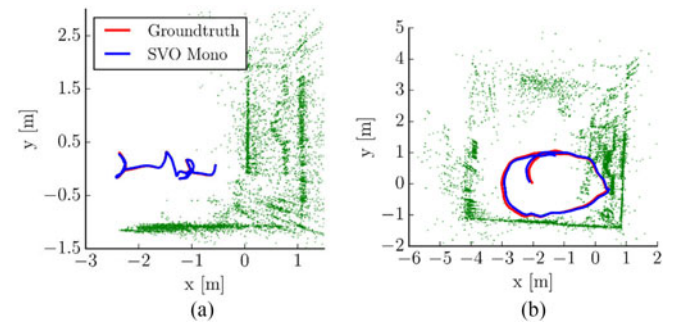 Groundtruth
SVO Mono
y [m]
2.5
1.5
0.5
−0.5
−1.5
−3 −2 −1 0 1
x [m]
(a)
y [m]
5
4
3
2
1
0
−1
−2
−6 −5 −4 −3 −2 −1 0 1 2
x [m]
(b)